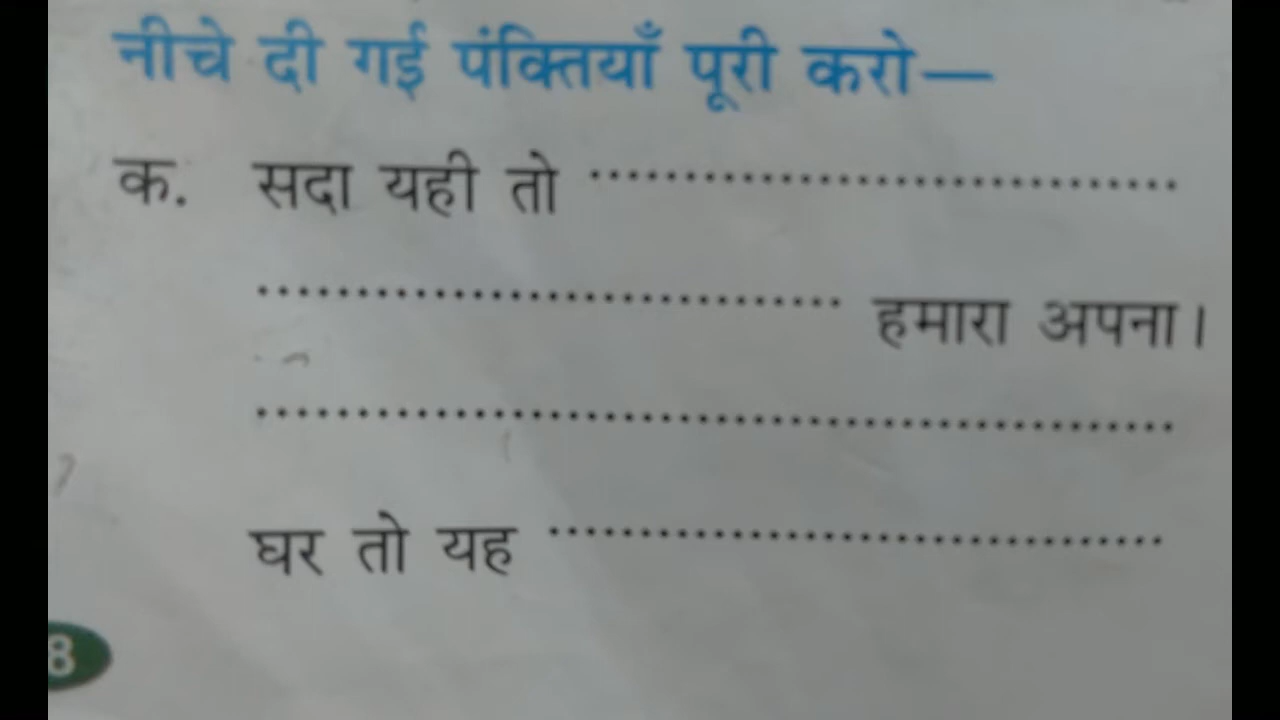 नीचे दी गई पंक्तियाँ पूरी करो—
क. सदा यही तो ....................................
.................................... हमारा अपना।
........................................................
घर तो यह ....................................
8